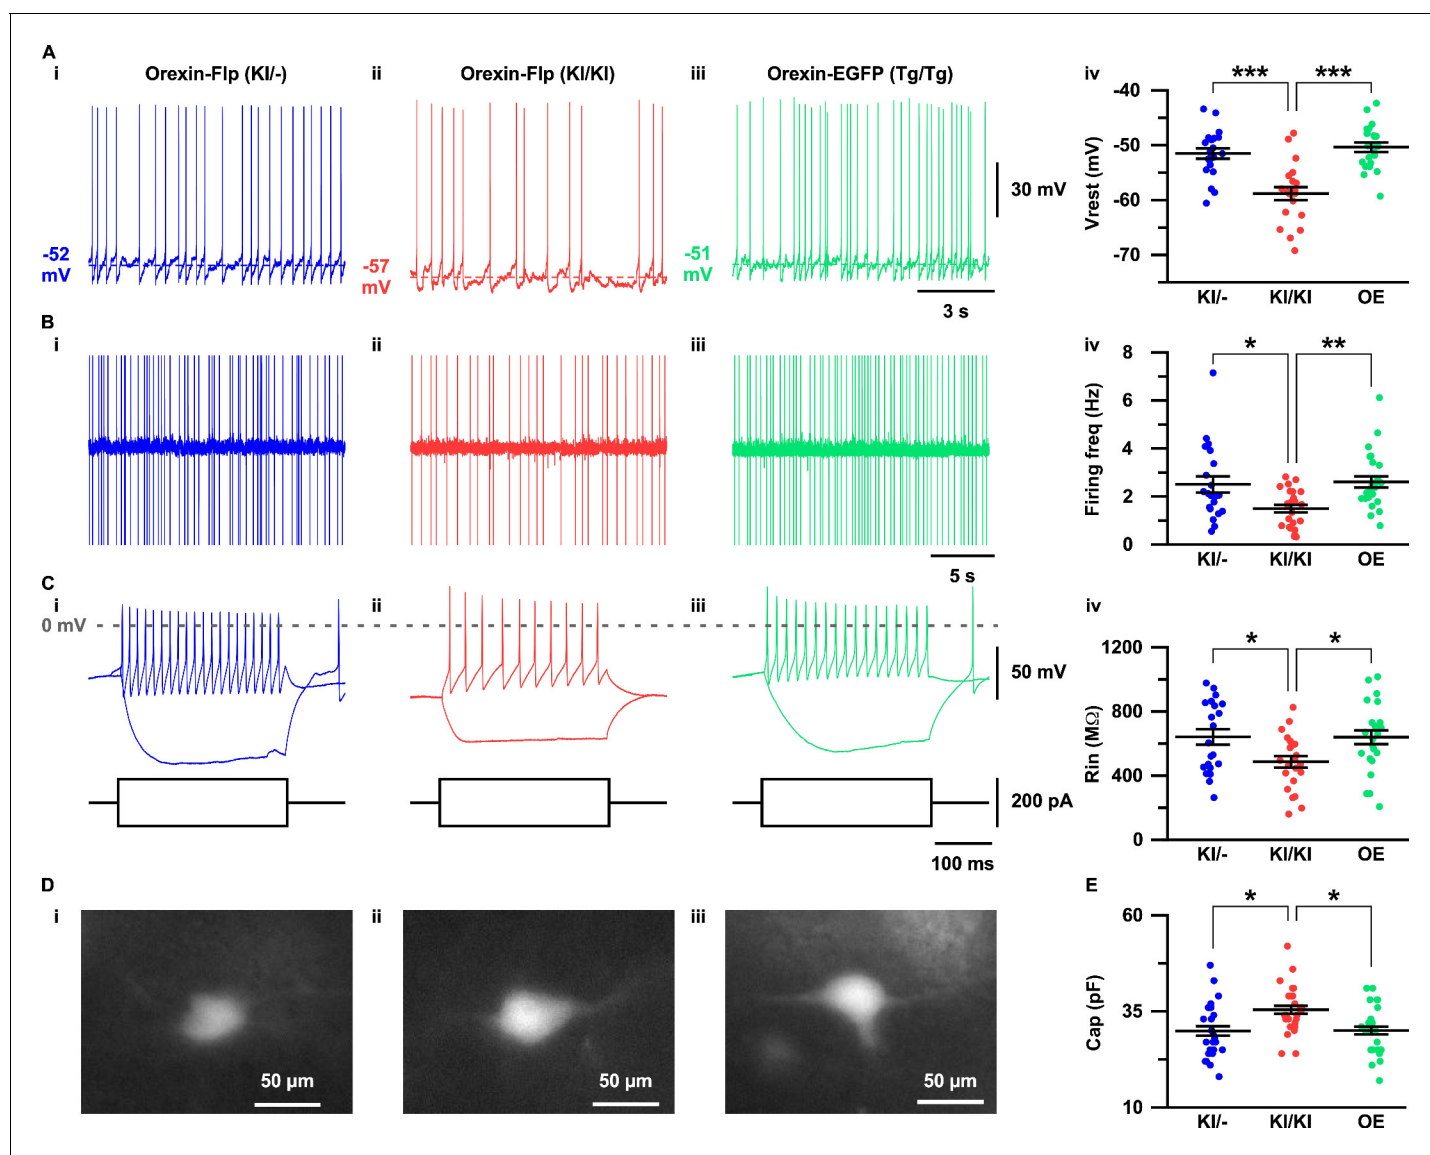 A
i Orexin-Flp (KI/-) ii Orexin-Flp (KI/KI) iii Orexin-EGFP (Tg/Tg) iv
*** ***
-40
-50
-60
-70
Vrest (mV)
30 mV
-52 mV
-57 mV
-51 mV
3 s
KI/- KI/KI OE
B
i ii iii iv
* **
8
6
4
2
0
Firing freq (Hz)
5 s
KI/- KI/KI OE
C
i ii iii iv
0 mV
* *
1200
800
400
0
Rin (MΩ)
50 mV
200 pA
100 ms
KI/- KI/KI OE
D
i ii iii
50 µm 50 µm 50 µm
E
* *
60
35
10
Cap (pF)
KI/- KI/KI OE